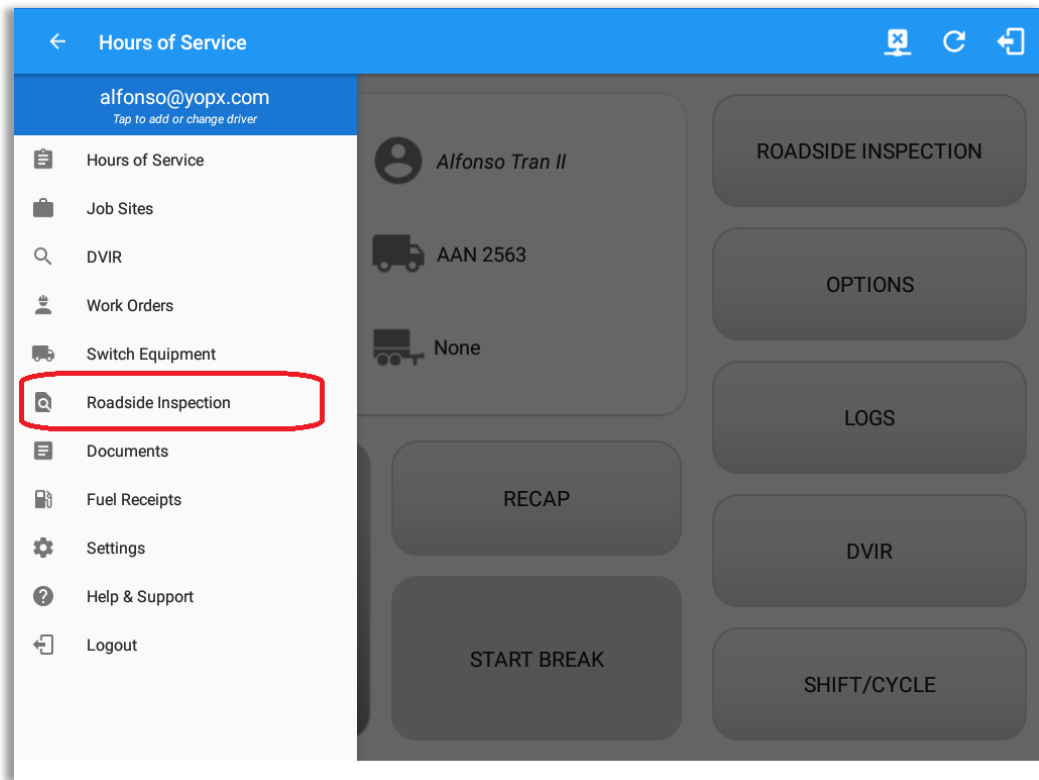 Hours of Service
alfonso@yopx.com
Tap to add or change driver
Hours of Service
Job Sites
DVIR
Work Orders
Switch Equipment
Roadside Inspection
Documents
Fuel Receipts
Settings
Help & Support
Logout
Alfonso Tran II
AAN 2563
None
RECAP
START BREAK
ROADSIDE INSPECTION
OPTIONS
LOGS
DVIR
SHIFT/CYCLE